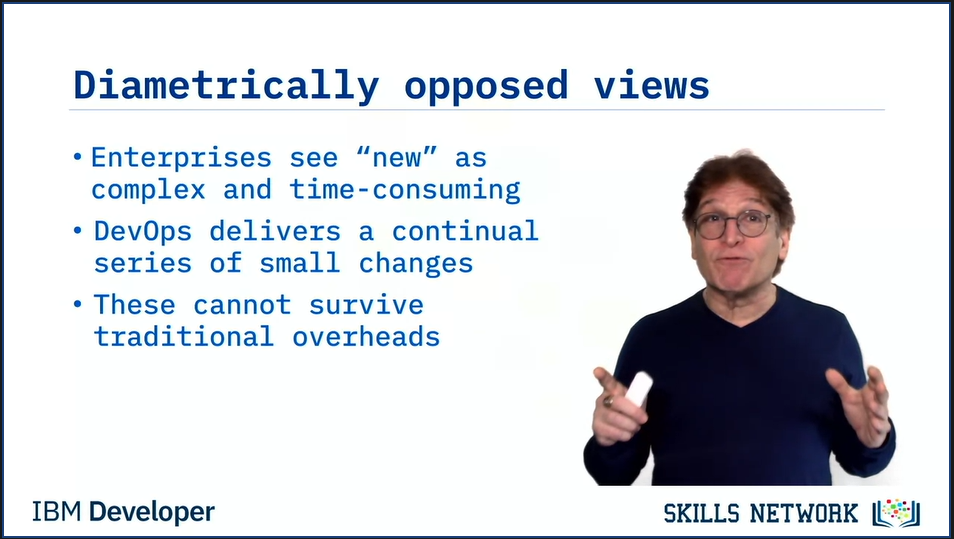 Diametrically opposed views
• Enterprises see “new” as
complex and time-consuming
• DevOps delivers a continual
series of small changes
• These cannot survive
traditional overheads
IBM Developer
SKILLS NETWORK